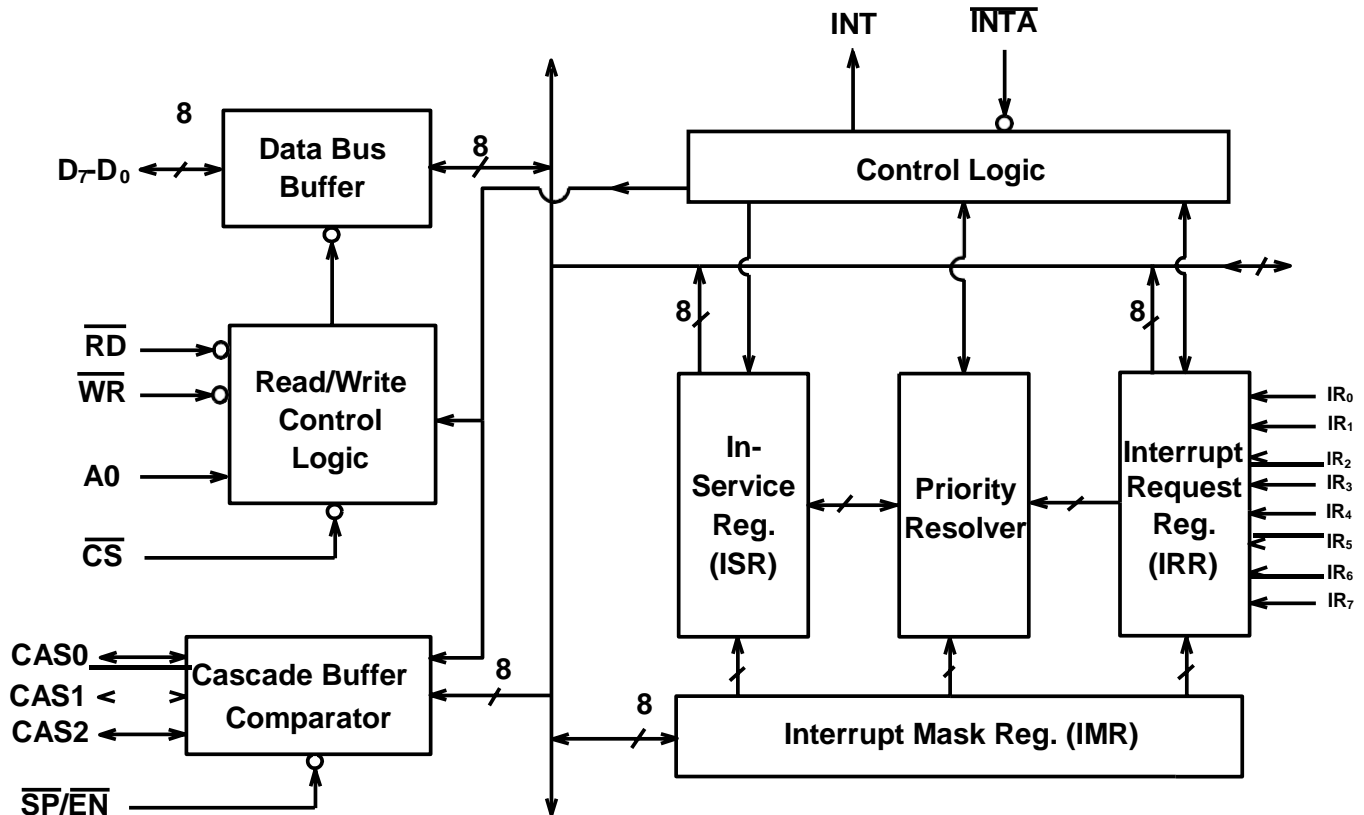 INT
INTA
8
Data Bus
Buffer
8
D7-D0
Control Logic
8
8
RD
WR
Read/Write
Control
Logic
A0
CS
In-
Service
Reg.
(ISR)
Priority
Resolver
Interrupt
Request
Reg.
(IRR)
IR0
IR1
IR2
IR3
IR4
IR5
IR6
IR7
CAS0
CAS1
CAS2
Cascade Buffer
Comparator
8
8
Interrupt Mask Reg. (IMR)
SP/EN